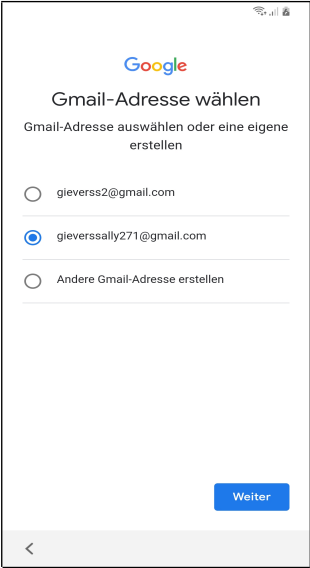 Google
Gmail-Adresse wählen
Gmail-Adresse auswählen oder eine eigene
erstellen
gieverss2@gmail.com
gieverssally271@gmail.com
Andere Gmail-Adresse erstellen
Weiter